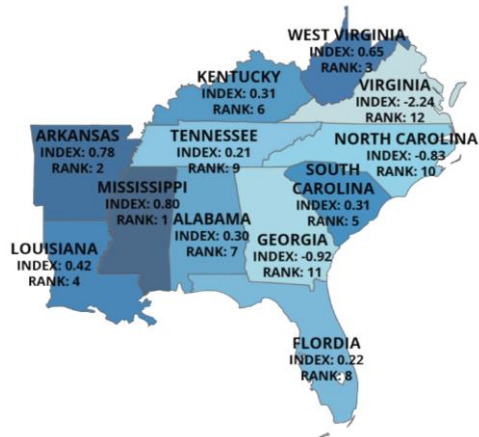 WEST VIRGINIA
INDEX: 0.65
RANK: 3
KENTUCKY
INDEX: 0.31
RANK: 6
VIRGINIA
INDEX: -2.24
RANK: 12
ARKANSAS
INDEX: 0.78
RANK: 2
TENNESSEE
INDEX: 0.21
RANK: 9
NORTH CAROLINA
INDEX: -0.83
RANK: 10
MISSISSIPPI
INDEX: 0.80
RANK: 1
SOUTH
CAROLINA
INDEX: 0.31
RANK: 5
ALABAMA
INDEX: 0.30
RANK: 7
GEORGIA
INDEX: -0.92
RANK: 11
LOUISIANA
INDEX: 0.42
RANK: 4
FLORDIA
INDEX: 0.22
RANK: 8